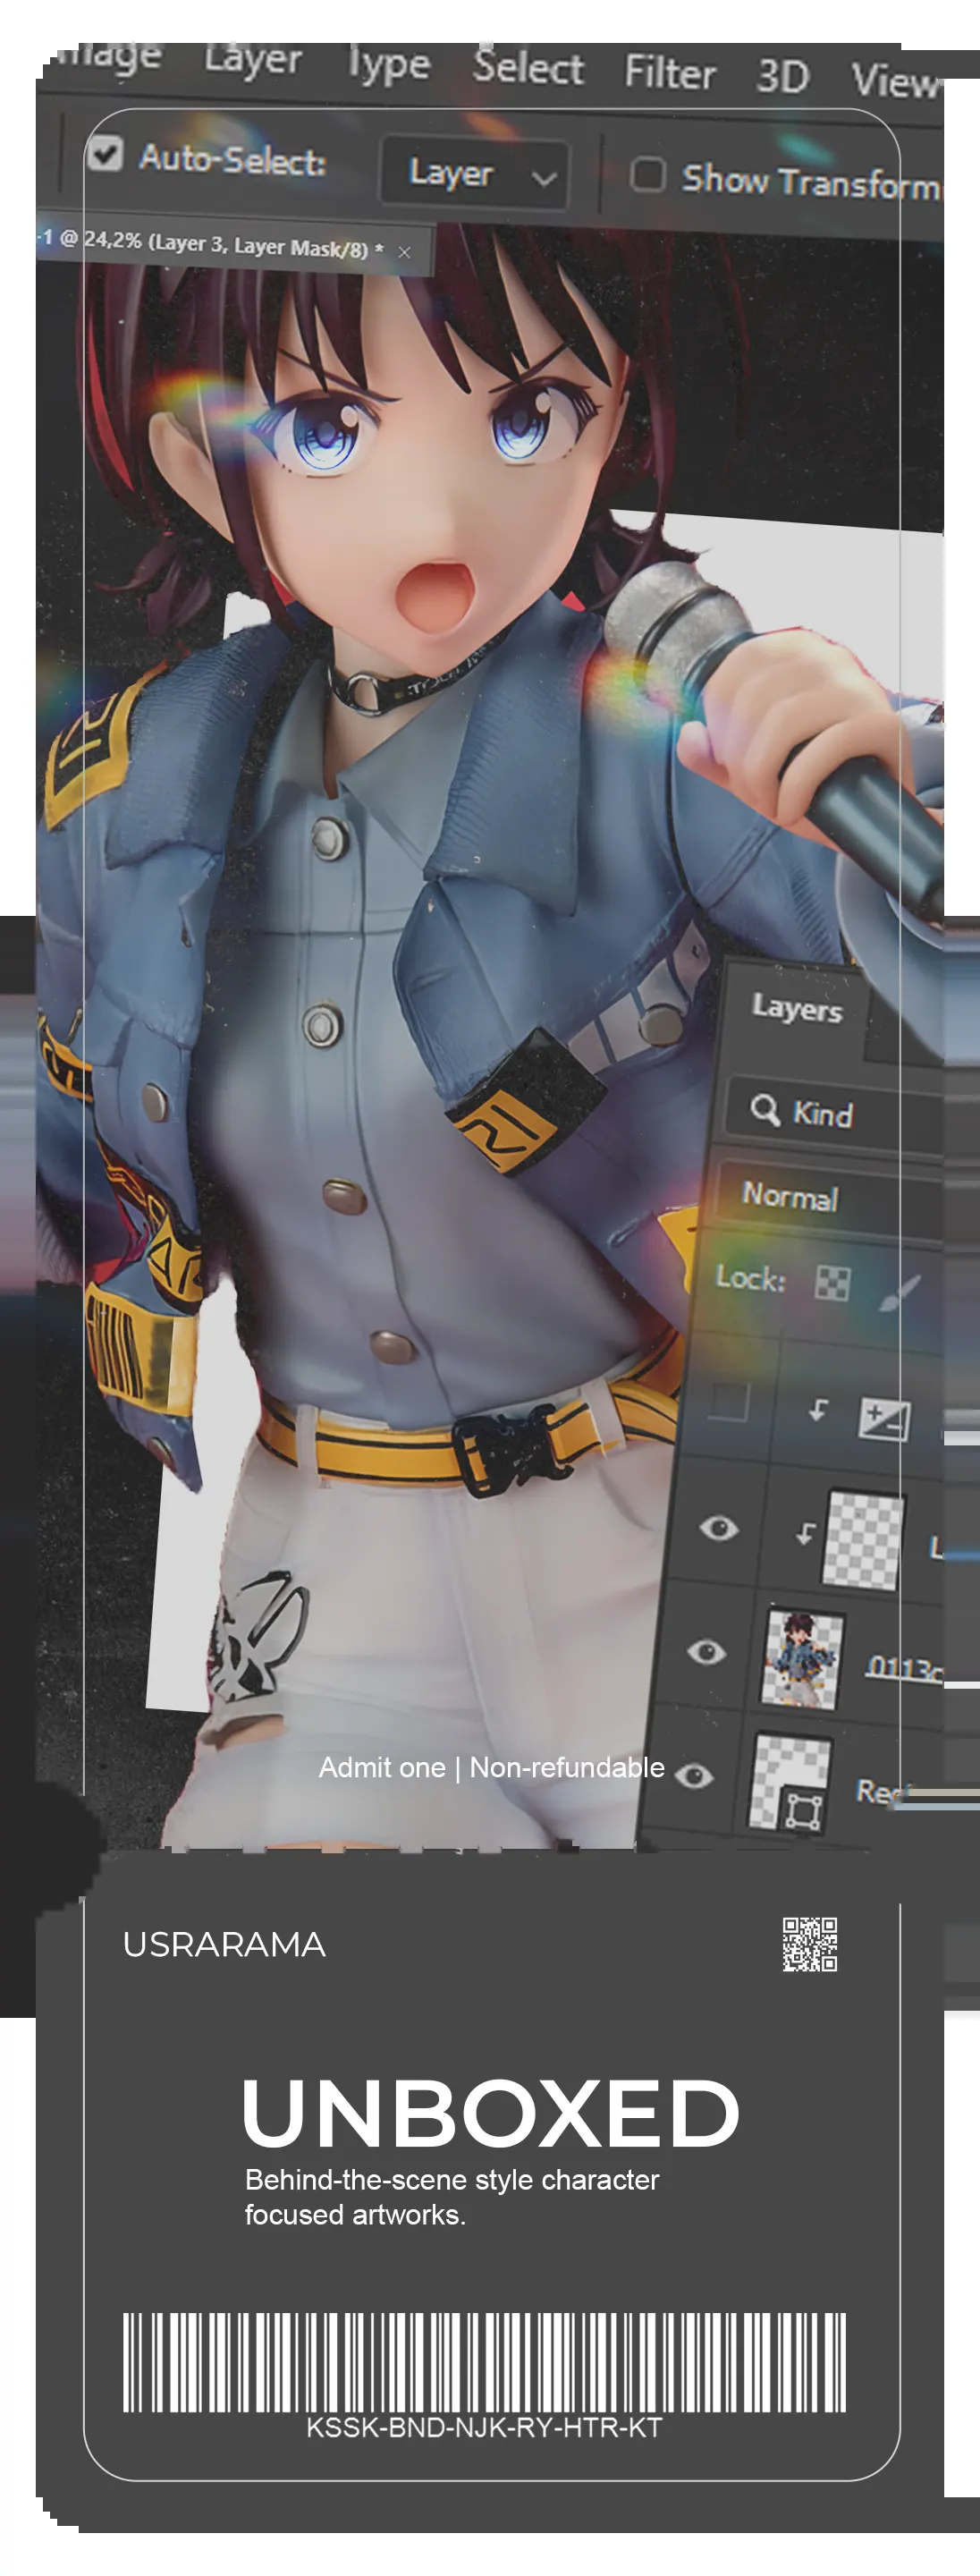 Layer Type Select Filter 3D View
Auto-Select: Layer Show Transform
-1 @ 24,2% (Layer 3, Layer Mask/8) * ×
Layers
Kind
Normal
Lock:
L
0113c
Admit one | Non-refundable
USRARAMA
UNBOXED
Behind-the-scene style character
focused artworks.
KSSK-BND-NJK-RY-HTR-KT